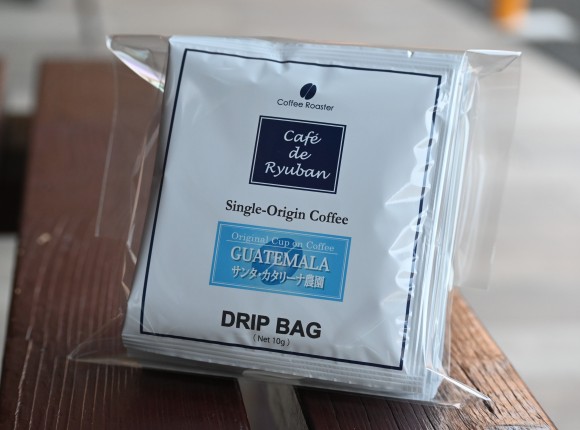 Coffee Roaster
Café
de
Ryuban
Single-Origin Coffee
Original Cup on Coffee
GUATEMALA
サンタ・カタリーナ農園
DRIP BAG
( Net 10g )